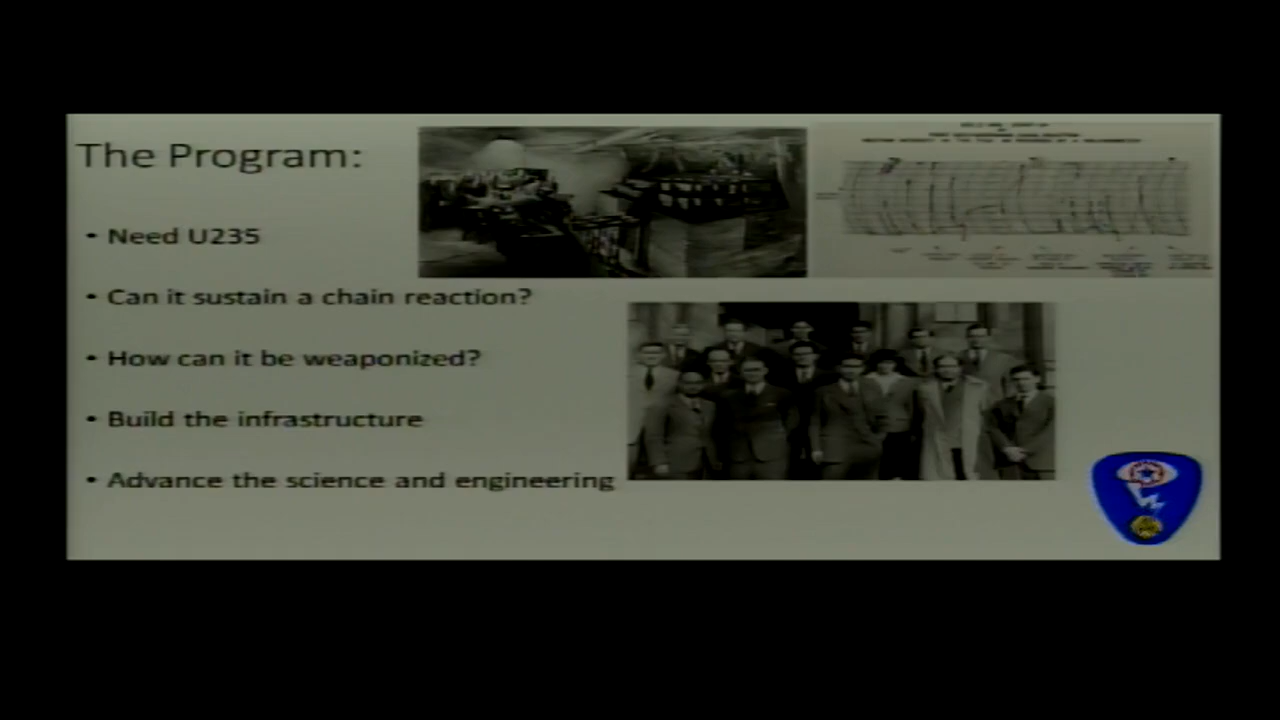 The Program:
• Need U235
• Can it sustain a chain reaction?
• How can it be weaponized?
• Build the infrastructure
• Advance the science and engineering